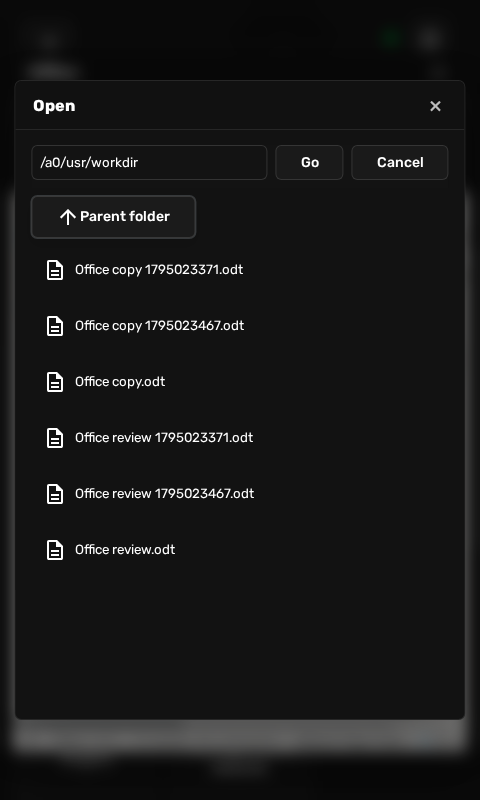 Open
/a0/usr/workdir
Go
Cancel
Parent folder
Office copy 1795023371.odt
Office copy 1795023467.odt
Office copy.odt
Office review 1795023371.odt
Office review 1795023467.odt
Office review.odt